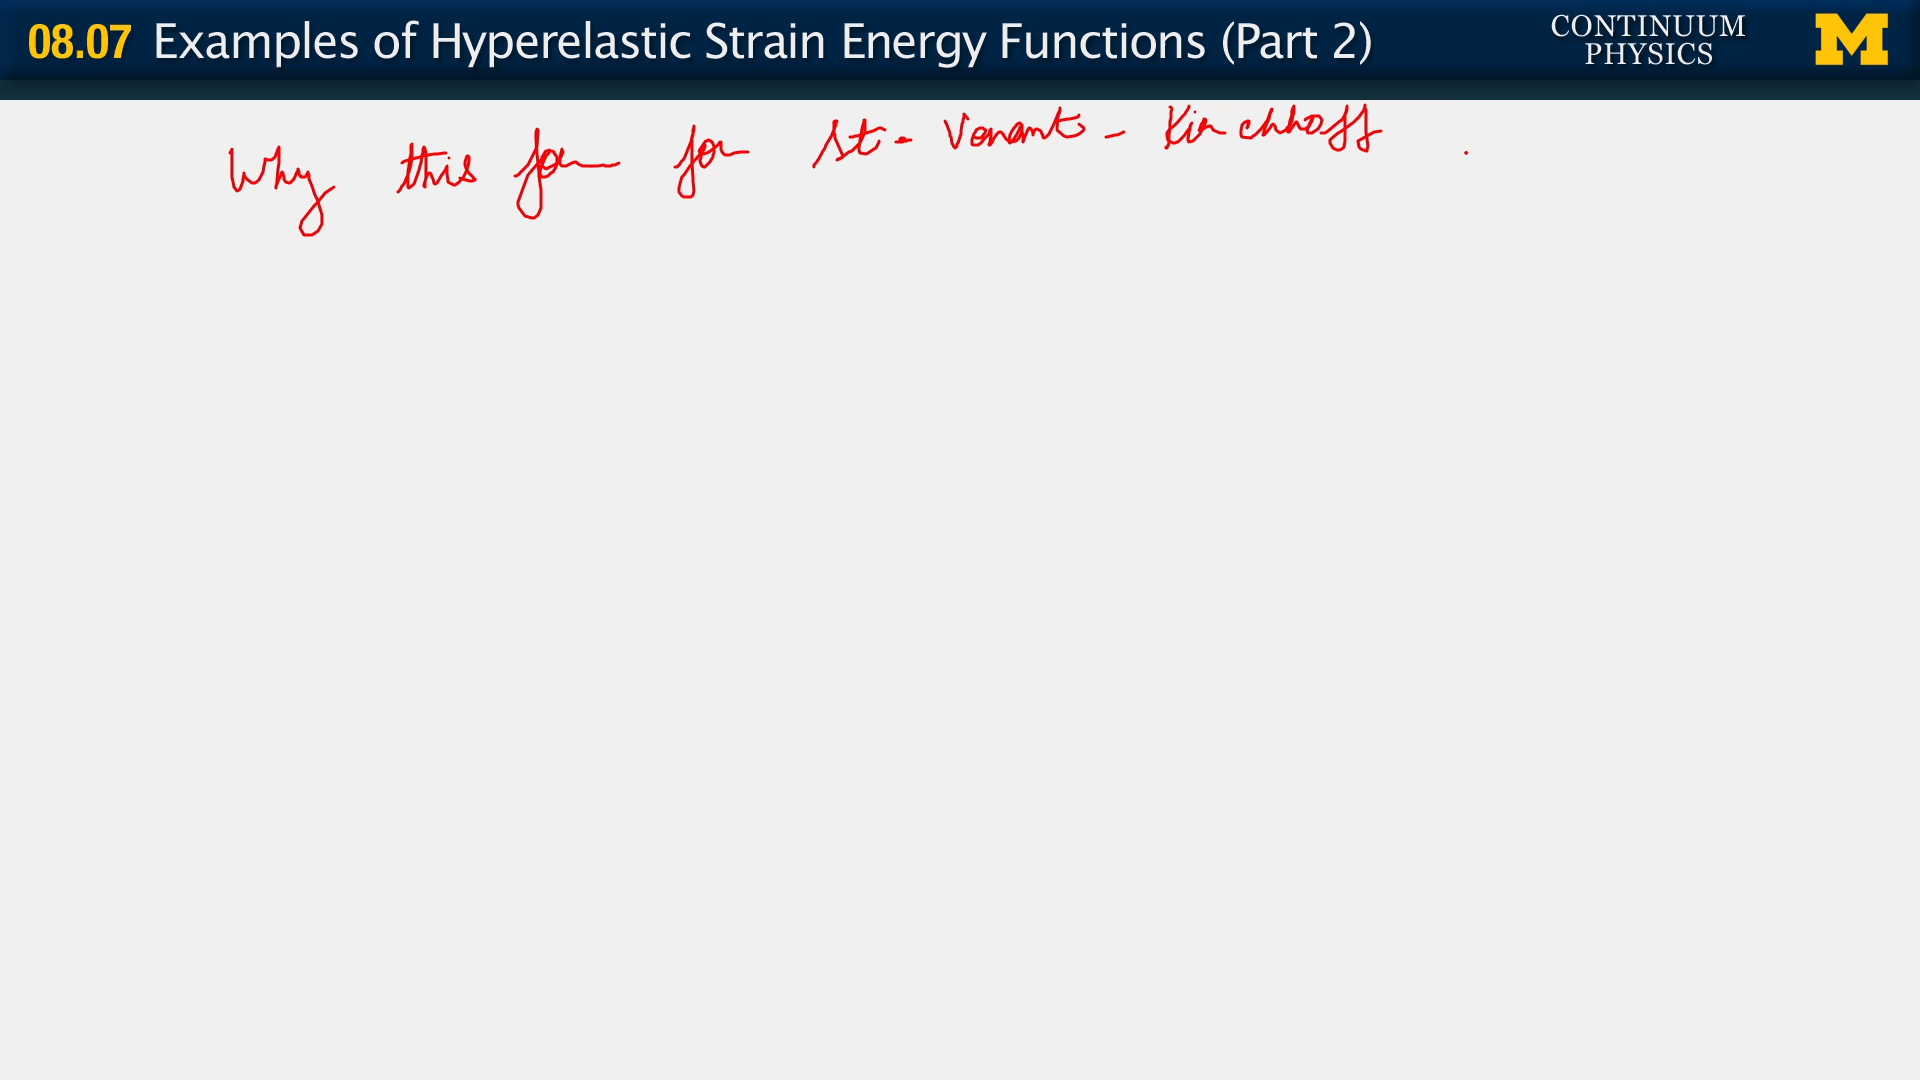 08.07 Examples of Hyperelastic Strain Energy Functions (Part 2)
CONTINUUM
PHYSICS
M
Why this form for St. Venant - Kirchhoff